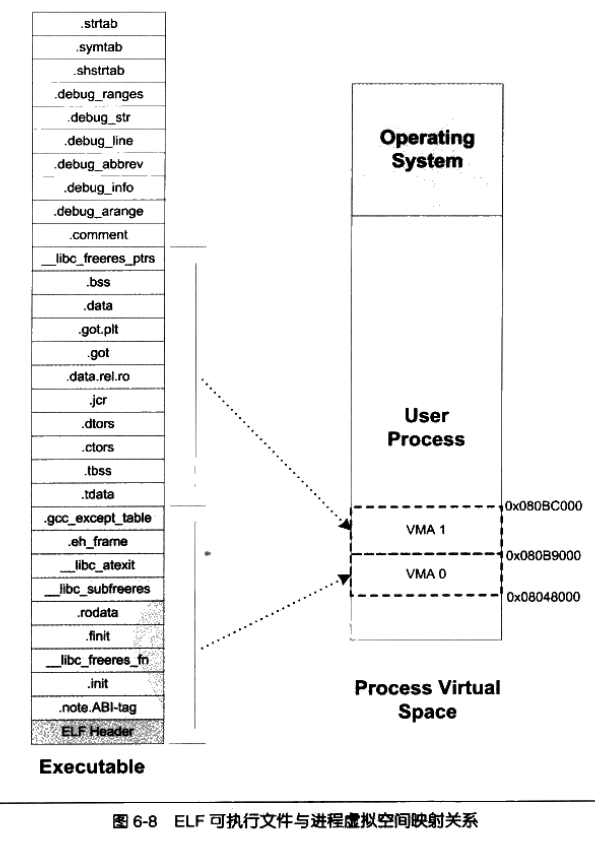 .strtab
.symtab
.shstrtab
.debug_ranges
.debug_str
.debug_line
.debug_abbrev
.debug_info
.debug_arange
.comment
__libc_freeres_ptrs
.bss
.data
.got.plt
.got
.data.rel.ro
.jcr
.dtors
.ctors
.tbss
.tdata
.gcc_except_table
.eh_frame
__libc_atexit
__libc_subfreeres
.rodata
.finit
__libc_freeres_fn
.init
.note.ABI-tag
ELF Header
Executable
Operating
System
User
Process
0x080BC000
VMA 1
0x080B9000
VMA 0
0x08048000
Process Virtual
Space
图 6-8 ELF 可执行文件与进程虚拟空间映射关系